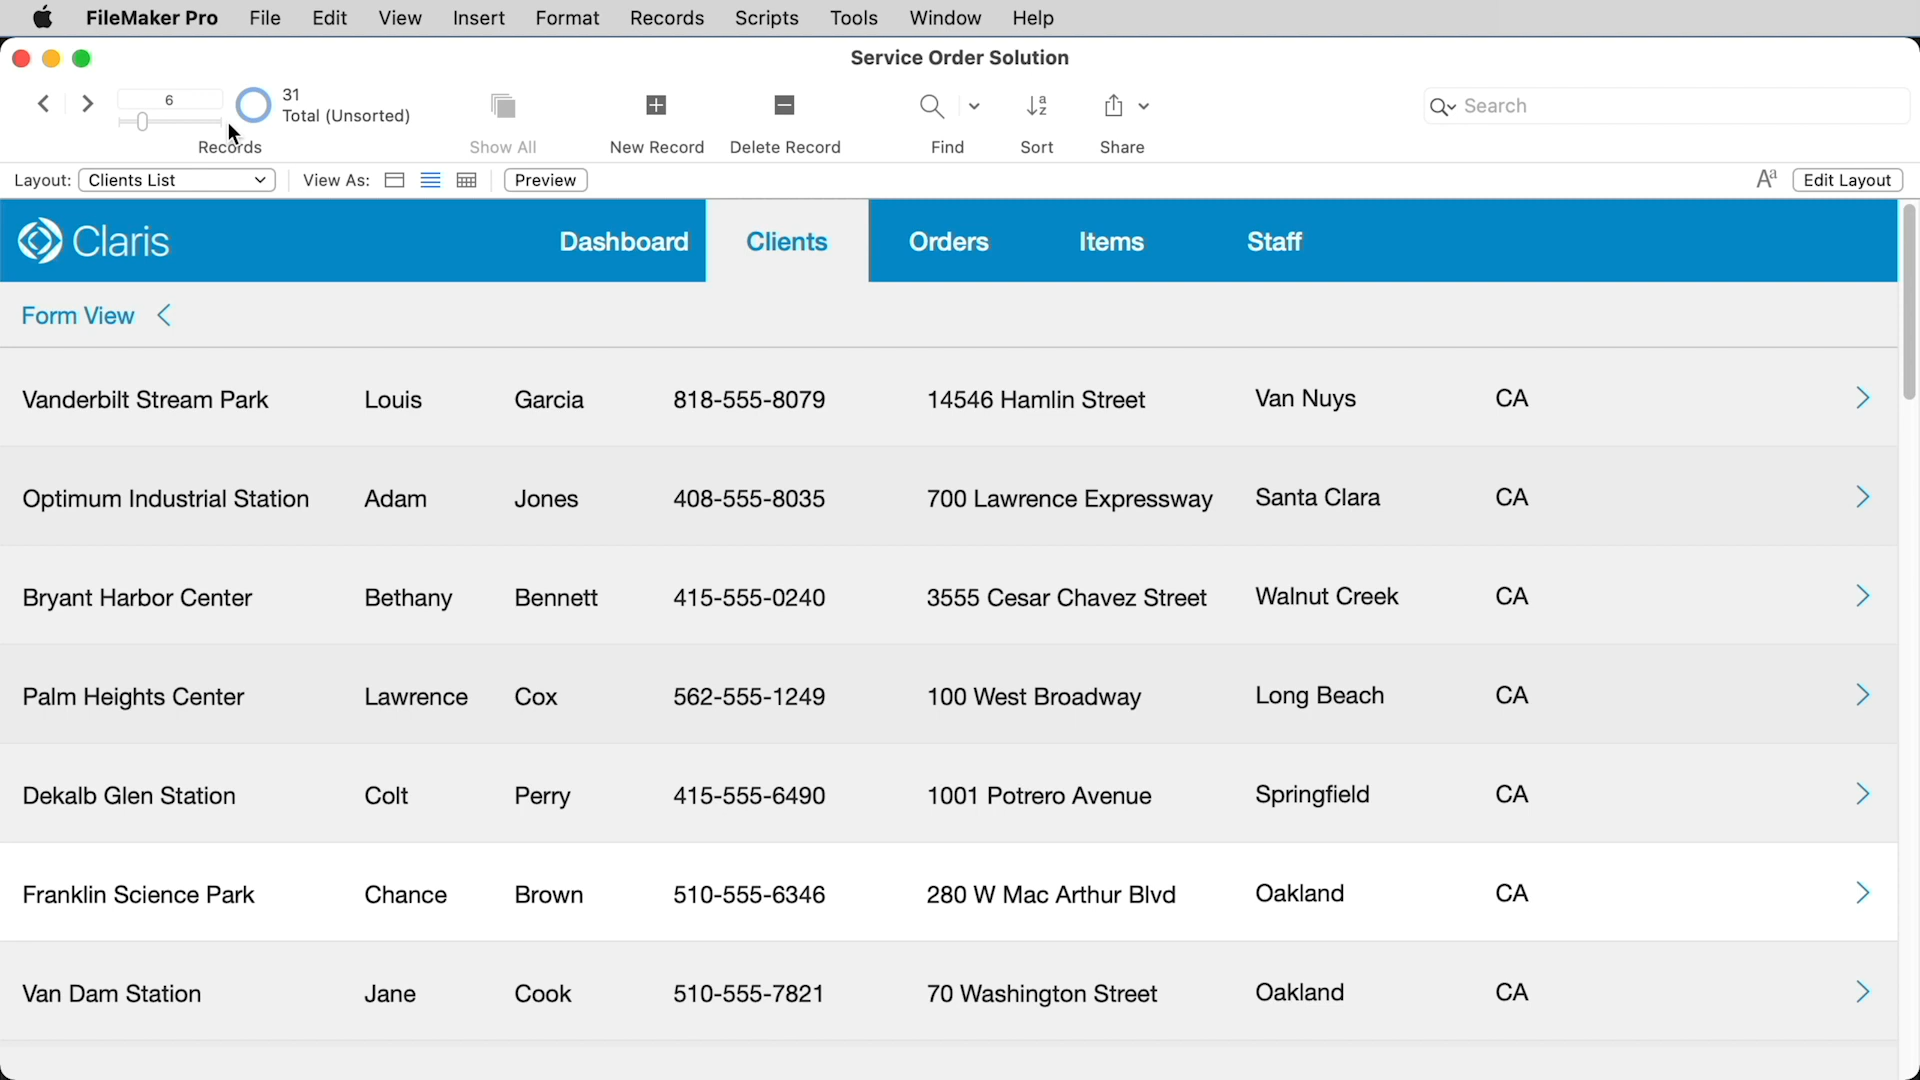 FileMaker Pro File Edit View Insert Format Records Scripts Tools Window Help
Service Order Solution
6 31
Total (Unsorted)
Search
Records Show All New Record Delete Record Find Sort Share
Layout: Clients List View As: Preview Aa Edit Layout
Claris Dashboard Clients Orders Items Staff
Form View
Vanderbilt Stream Park Louis Garcia 818-555-8079 14546 Hamlin Street Van Nuys CA
Optimum Industrial Station Adam Jones 408-555-8035 700 Lawrence Expressway Santa Clara CA
Bryant Harbor Center Bethany Bennett 415-555-0240 3555 Cesar Chavez Street Walnut Creek CA
Palm Heights Center Lawrence Cox 562-555-1249 100 West Broadway Long Beach CA
Dekalb Glen Station Colt Perry 415-555-6490 1001 Potrero Avenue Springfield CA
Franklin Science Park Chance Brown 510-555-6346 280 W Mac Arthur Blvd Oakland CA
Van Dam Station Jane Cook 510-555-7821 70 Washington Street Oakland CA